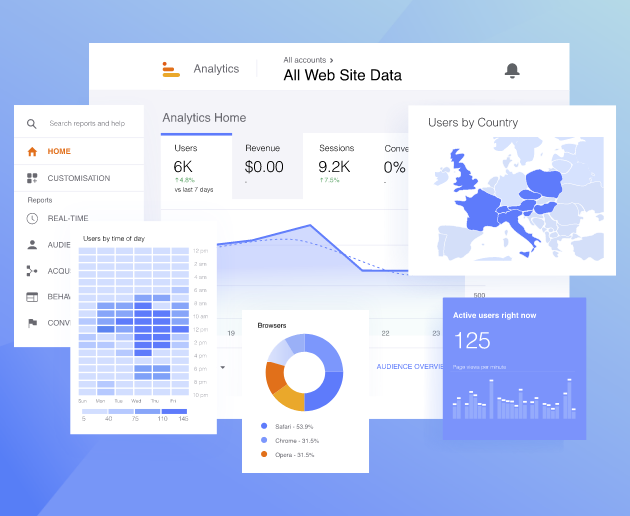 Analytics
All accounts >
All Web Site Data
Search reports and help
HOME
CUSTOMISATION
Reports
REAL-TIME
AUDIE
ACQU
BEHAV
CONV
Analytics Home
Users
6K
↑4.8%
vs last 7 days
Revenue
$0.00
-
Sessions
9.2K
↑7.5%
Conve
0%
-
500
19
22
23
AUDIENCE OVERVIE
Users by Country
Users by time of day
12 pm
2 am
4 am
6 am
8 am
9 am
10 am
12 pm
2 pm
4 pm
6 pm
8 pm
10 pm
Sun Mon Tue Wed Thu Fri
5 40 75 110 145
Browsers
Safari - 53.9%
Chrome - 31.5%
Opera - 31.5%
Active users right now
125
Page views per minute